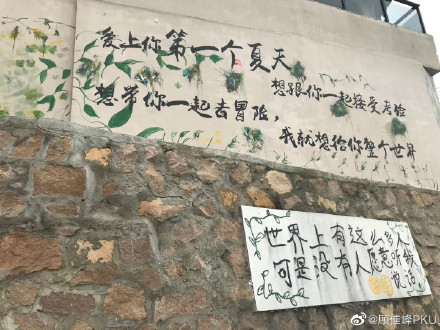 爱上你第一个夏天
想跟你一起接受考验
想带你一起去冒险，
我就想给你整个世界
世界上有这么多人
可是没有人愿意听我
说话
@顾佳峰PKU